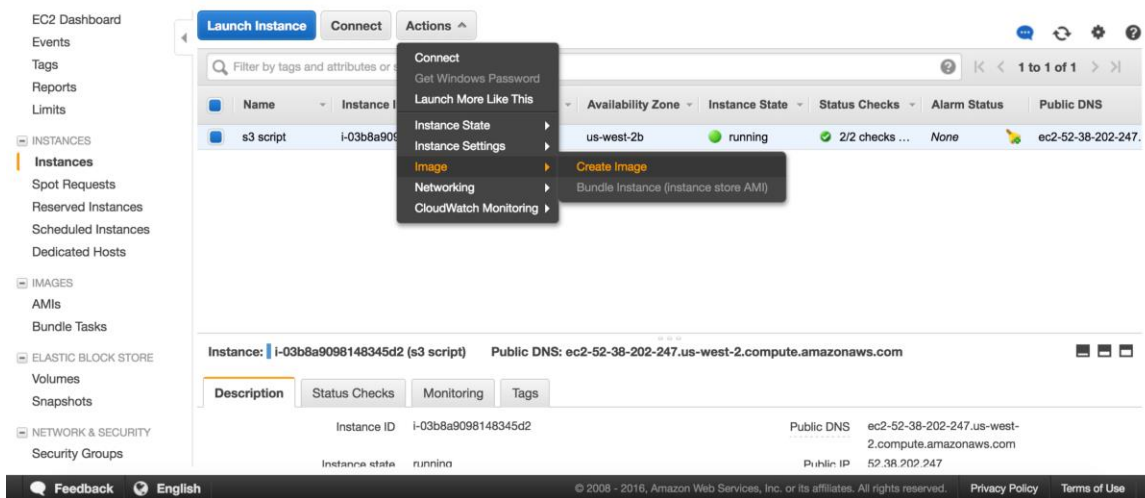 EC2 Dashboard
Events
Tags
Reports
Limits
INSTANCES
Instances
Spot Requests
Reserved Instances
Scheduled Instances
Dedicated Hosts
IMAGES
AMIs
Bundle Tasks
ELASTIC BLOCK STORE
Volumes
Snapshots
NETWORK & SECURITY
Security Groups
Launch Instance Connect Actions
Filter by tags and attributes or 1 to 1 of 1
Name Instance Availability Zone Instance State Status Checks Alarm Status Public DNS
s3 script i-03b8a909 us-west-2b running 2/2 checks ... None ec2-52-38-202-247.
Connect
Get Windows Password
Launch More Like This
Instance State
Instance Settings
Image
Networking
CloudWatch Monitoring
Create Image
Bundle Instance (instance store AMI)
Instance: i-03b8a9098148345d2 (s3 script) Public DNS: ec2-52-38-202-247.us-west-2.compute.amazonaws.com
Description Status Checks Monitoring Tags
Instance ID i-03b8a9098148345d2 Public DNS ec2-52-38-202-247.us-west-
2.compute.amazonaws.com
Instance state running Public IP 52.38.202.247
Feedback English © 2008 - 2016, Amazon Web Services, Inc. or its affiliates. All rights reserved. Privacy Policy Terms of Use